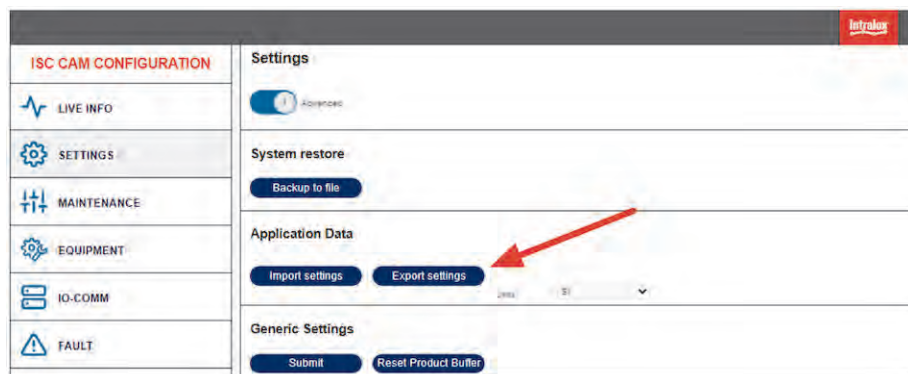 Intralox
ISC CAM CONFIGURATION
LIVE INFO
SETTINGS
MAINTENANCE
EQUIPMENT
IO-COMM
FAULT
Settings
Advanced
System restore
Backup to file
Application Data
Import settings
Export settings
SI
Generic Settings
Submit
Reset Product Buffer